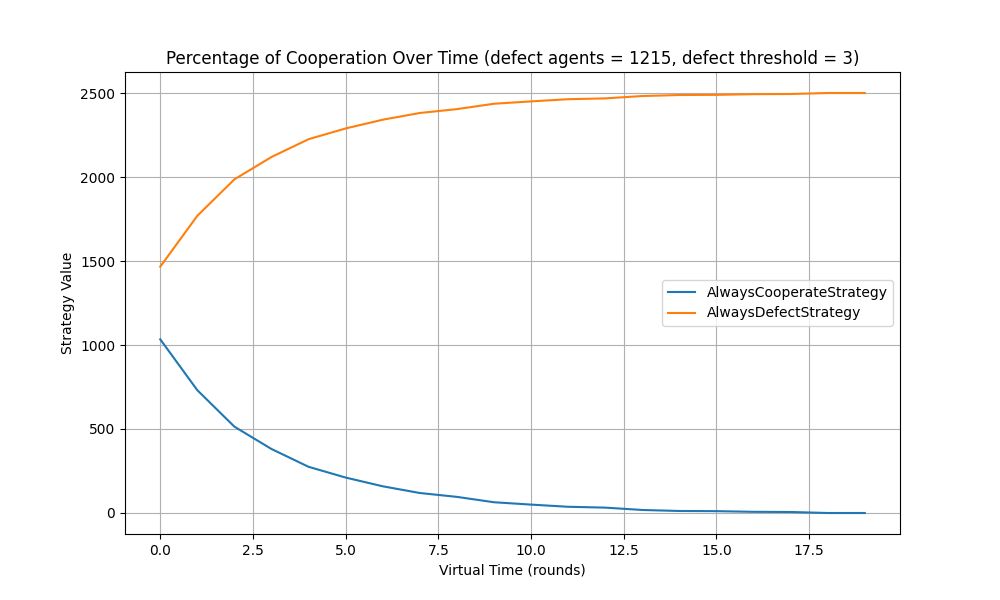 Percentage of Cooperation Over Time (defect agents = 1215, defect threshold = 3)
2500
2000
1500
1000
500
0
Strategy Value
AlwaysCooperateStrategy
AlwaysDefectStrategy
0.0 2.5 5.0 7.5 10.0 12.5 15.0 17.5
Virtual Time (rounds)